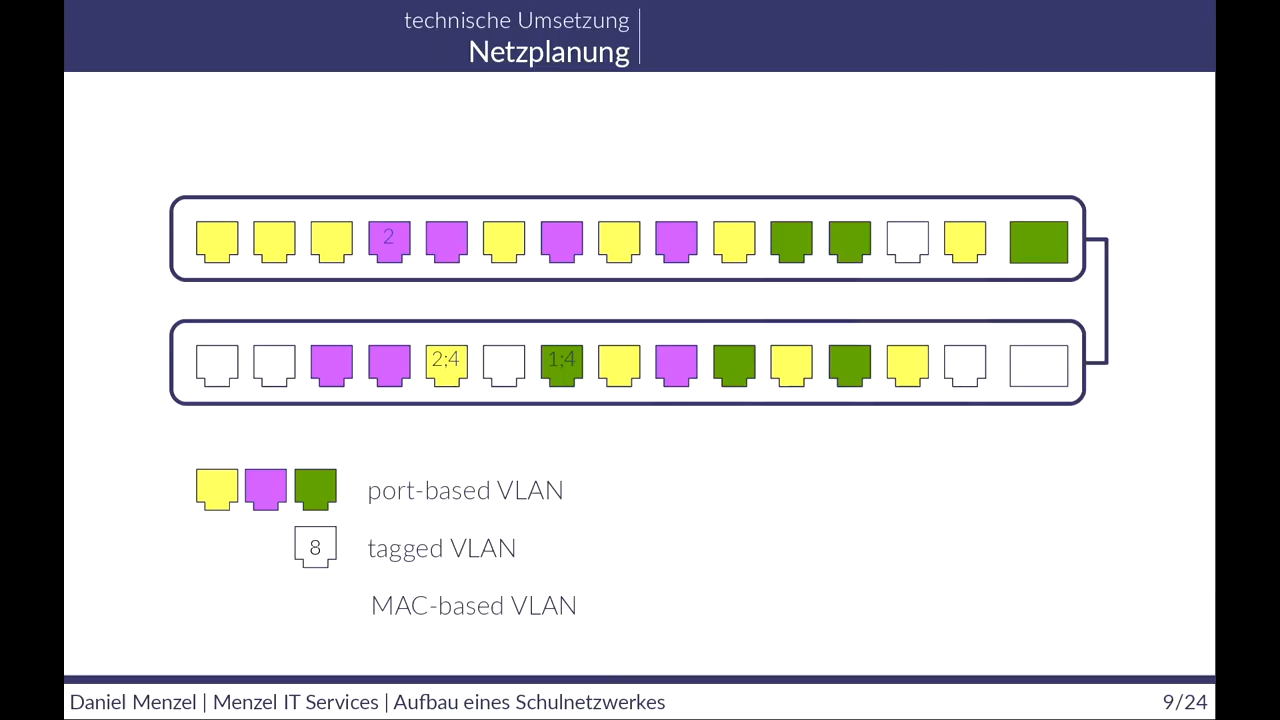 technische Umsetzung
Netzplanung
2
2;4
1;4
port-based VLAN
8
tagged VLAN
MAC-based VLAN
Daniel Menzel | Menzel IT Services | Aufbau eines Schulnetzwerkes
9/24